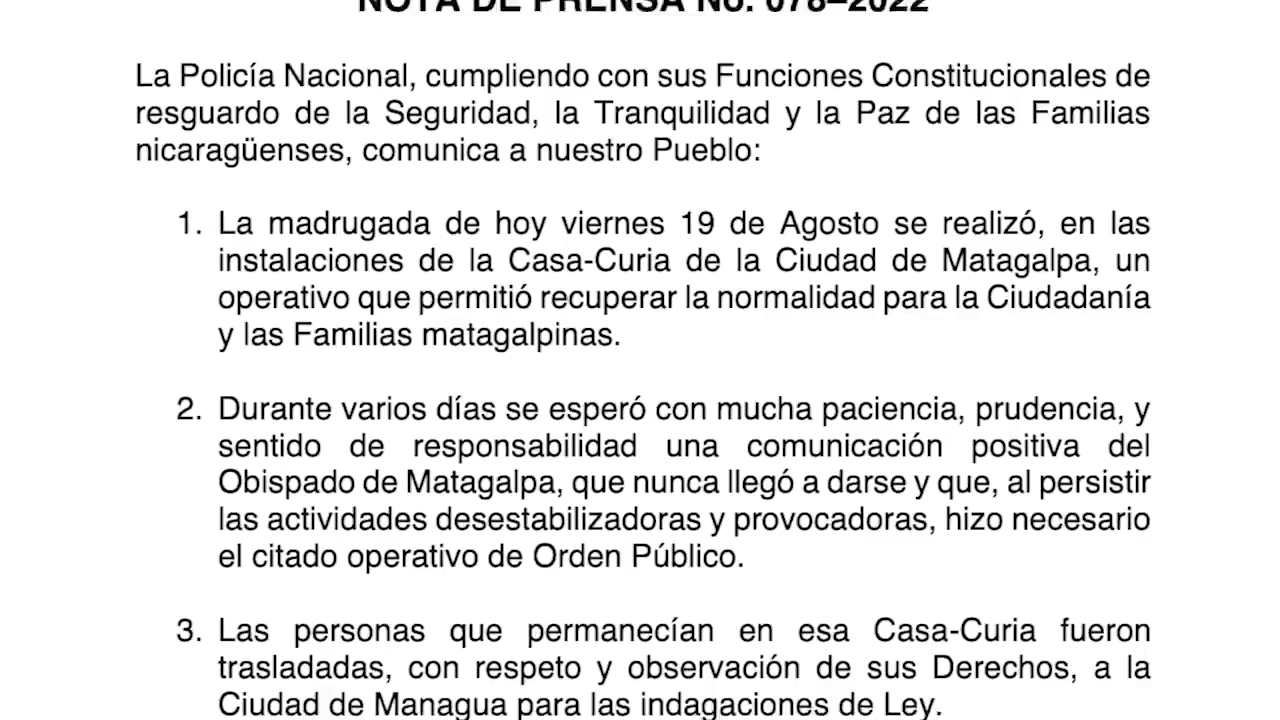 NOTA DE PRENSA No. 078–2022
La Policía Nacional, cumpliendo con sus Funciones Constitucionales de
resguardo de la Seguridad, la Tranquilidad y la Paz de las Familias
nicaragüenses, comunica a nuestro Pueblo:
1. La madrugada de hoy viernes 19 de Agosto se realizó, en las
instalaciones de la Casa-Curia de la Ciudad de Matagalpa, un
operativo que permitió recuperar la normalidad para la Ciudadanía
y las Familias matagalpinas.
2. Durante varios días se esperó con mucha paciencia, prudencia, y
sentido de responsabilidad una comunicación positiva del
Obispado de Matagalpa, que nunca llegó a darse y que, al persistir
las actividades desestabilizadoras y provocadoras, hizo necesario
el citado operativo de Orden Público.
3. Las personas que permanecían en esa Casa-Curia fueron
trasladadas, con respeto y observación de sus Derechos, a la
Ciudad de Managua para las indagaciones de Ley.